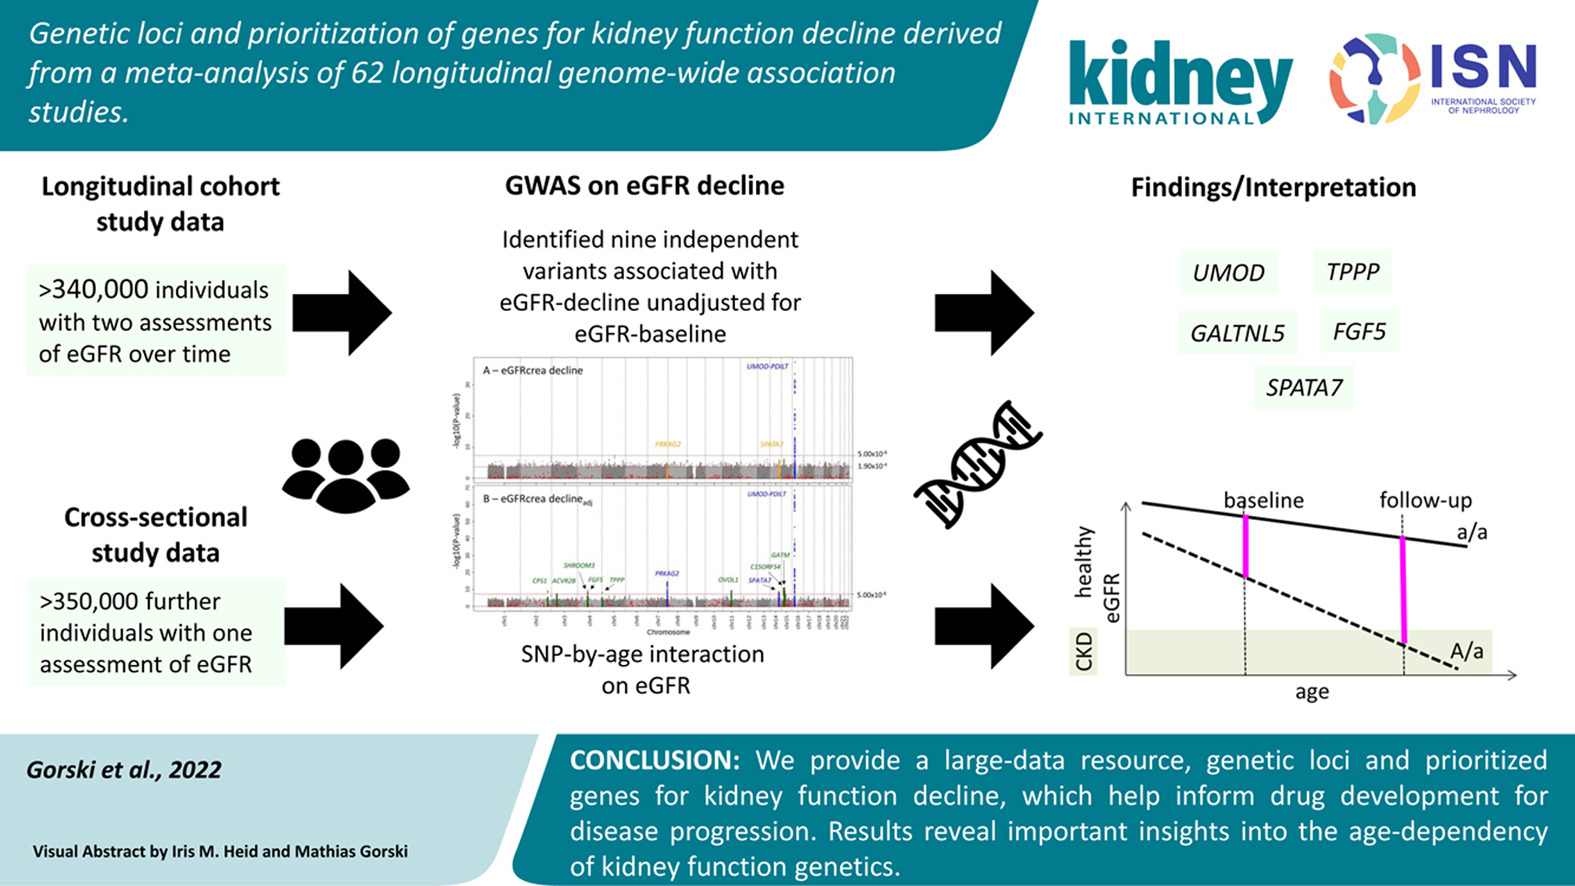 Genetic loci and prioritization of genes for kidney function decline derived
from a meta-analysis of 62 longitudinal genome-wide association
studies.
kidney
INTERNATIONAL
ISN
INTERNATIONAL SOCIETY
OF NEPHROLOGY
Longitudinal cohort
study data
>340,000 individuals
with two assessments
of eGFR over time
Cross-sectional
study data
>350,000 further
individuals with one
assessment of eGFR
GWAS on eGFR decline
Identified nine independent
variants associated with
eGFR-decline unadjusted for
eGFR-baseline
A – eGFRcrea decline
UMOD-PDILT
PRKAG2
SPATA7
-log10(P-value)
5.00x10-8
1.90x10-4
B – eGFRcrea decline adj
UMOD-PDILT
GATM
SHROOM3
C15ORF54
PRKAG2
CPS1
ACVR2B
FGF5
TPPP
OVOL1
SPATA7
-log10(P-value)
5.00x10-8
Chromosome
SNP-by-age interaction
on eGFR
Findings/Interpretation
UMOD
TPPP
GALTNL5
FGF5
SPATA7
baseline
follow-up
a/a
healthy
eGFR
CKD
A/a
age
Gorski et al., 2022
Visual Abstract by Iris M. Heid and Mathias Gorski
CONCLUSION: We provide a large-data resource, genetic loci and prioritized
genes for kidney function decline, which help inform drug development for
disease progression. Results reveal important insights into the age-dependency
of kidney function genetics.